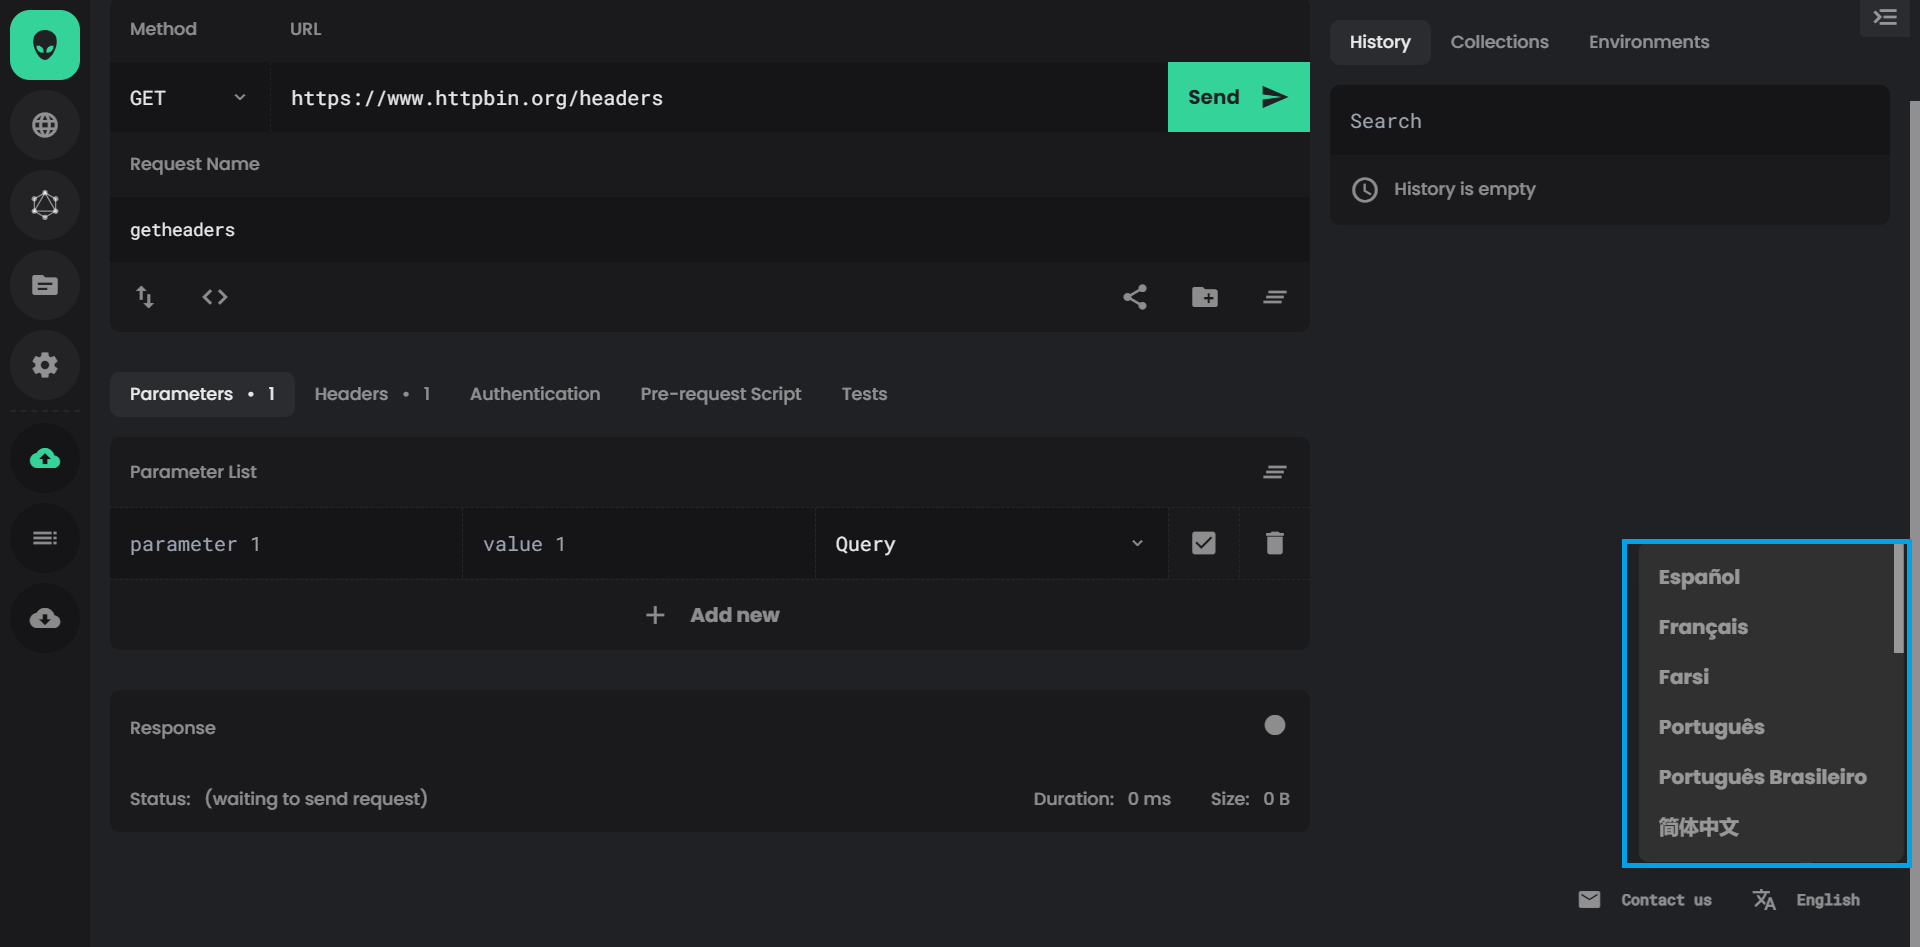 Method URL
GET https://www.httpbin.org/headers Send
Request Name
getheaders
Parameters • 1 Headers • 1 Authentication Pre-request Script Tests
Parameter List
parameter 1 value 1 Query
Add new
Response
Status: (waiting to send request) Duration: 0 ms Size: 0 B
History Collections Environments
Search
History is empty
Español
Français
Farsi
Português
Português Brasileiro
简体中文
Contact us English